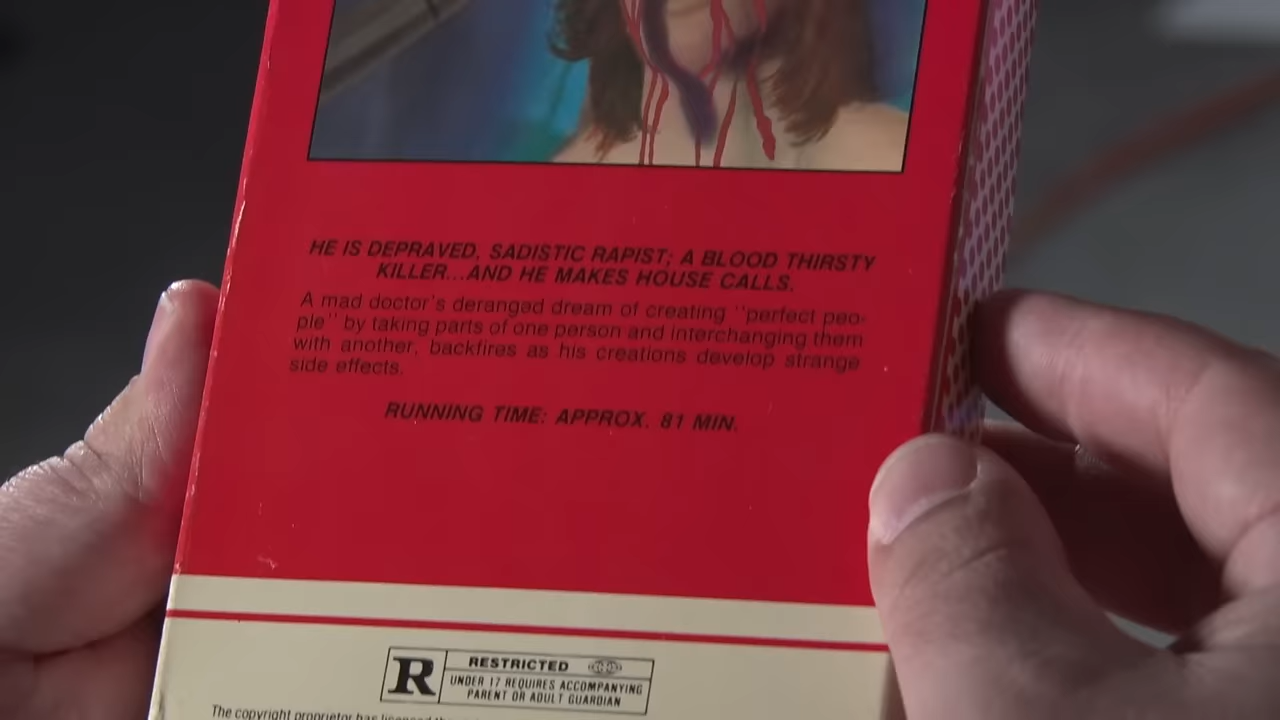 HE IS DEPRAVED, SADISTIC RAPIST; A BLOOD THIRSTY
KILLER...AND HE MAKES HOUSE CALLS.
A mad doctor's deranged dream of creating "perfect peo-
ple" by taking parts of one person and interchanging them
with another, backfires as his creations develop strange
side effects.
RUNNING TIME: APPROX. 81 MIN.
R
RESTRICTED
UNDER 17 REQUIRES ACCOMPANYING
PARENT OR ADULT GUARDIAN
The copyright proprietor has licensed the